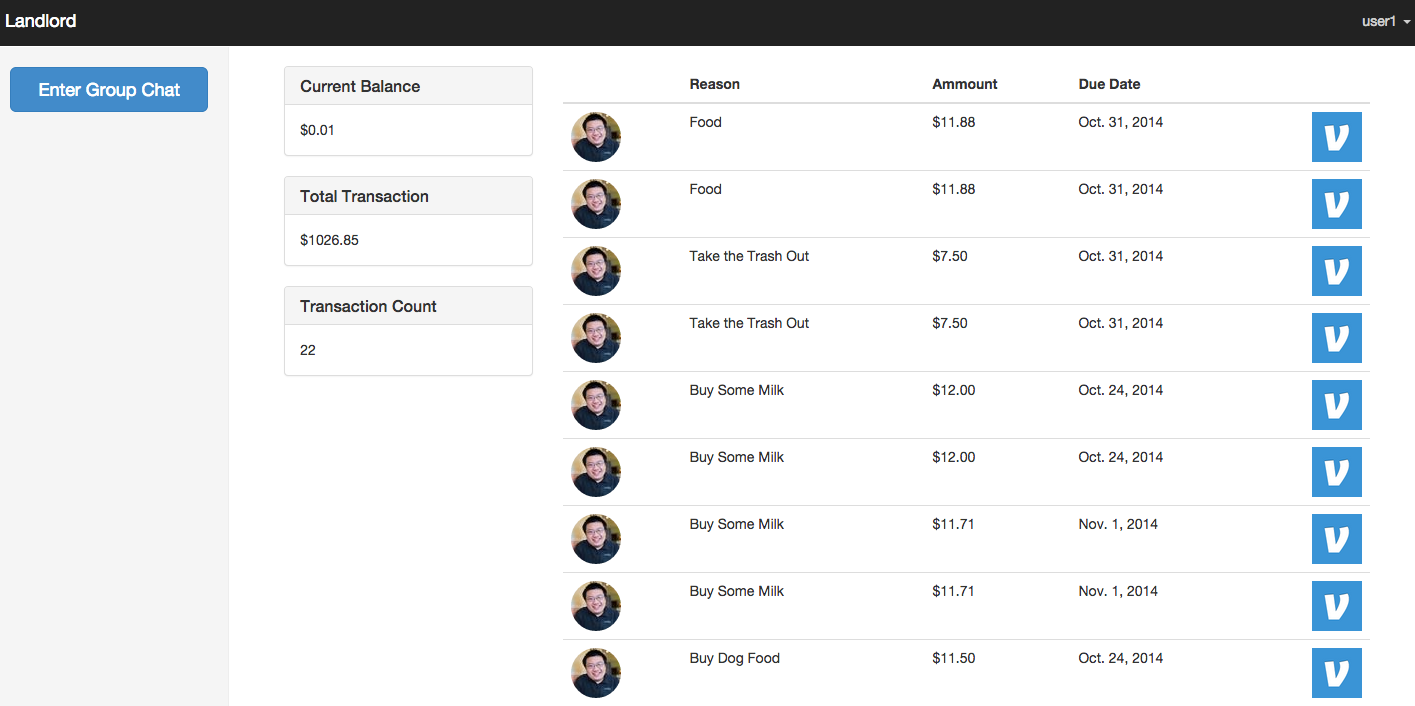 Landlord
user1
Enter Group Chat
Current Balance
$0.01
Total Transaction
$1026.85
Transaction Count
22
Reason Ammount Due Date
Food $11.88 Oct. 31, 2014
Food $11.88 Oct. 31, 2014
Take the Trash Out $7.50 Oct. 31, 2014
Take the Trash Out $7.50 Oct. 31, 2014
Buy Some Milk $12.00 Oct. 24, 2014
Buy Some Milk $12.00 Oct. 24, 2014
Buy Some Milk $11.71 Nov. 1, 2014
Buy Some Milk $11.71 Nov. 1, 2014
Buy Dog Food $11.50 Oct. 24, 2014